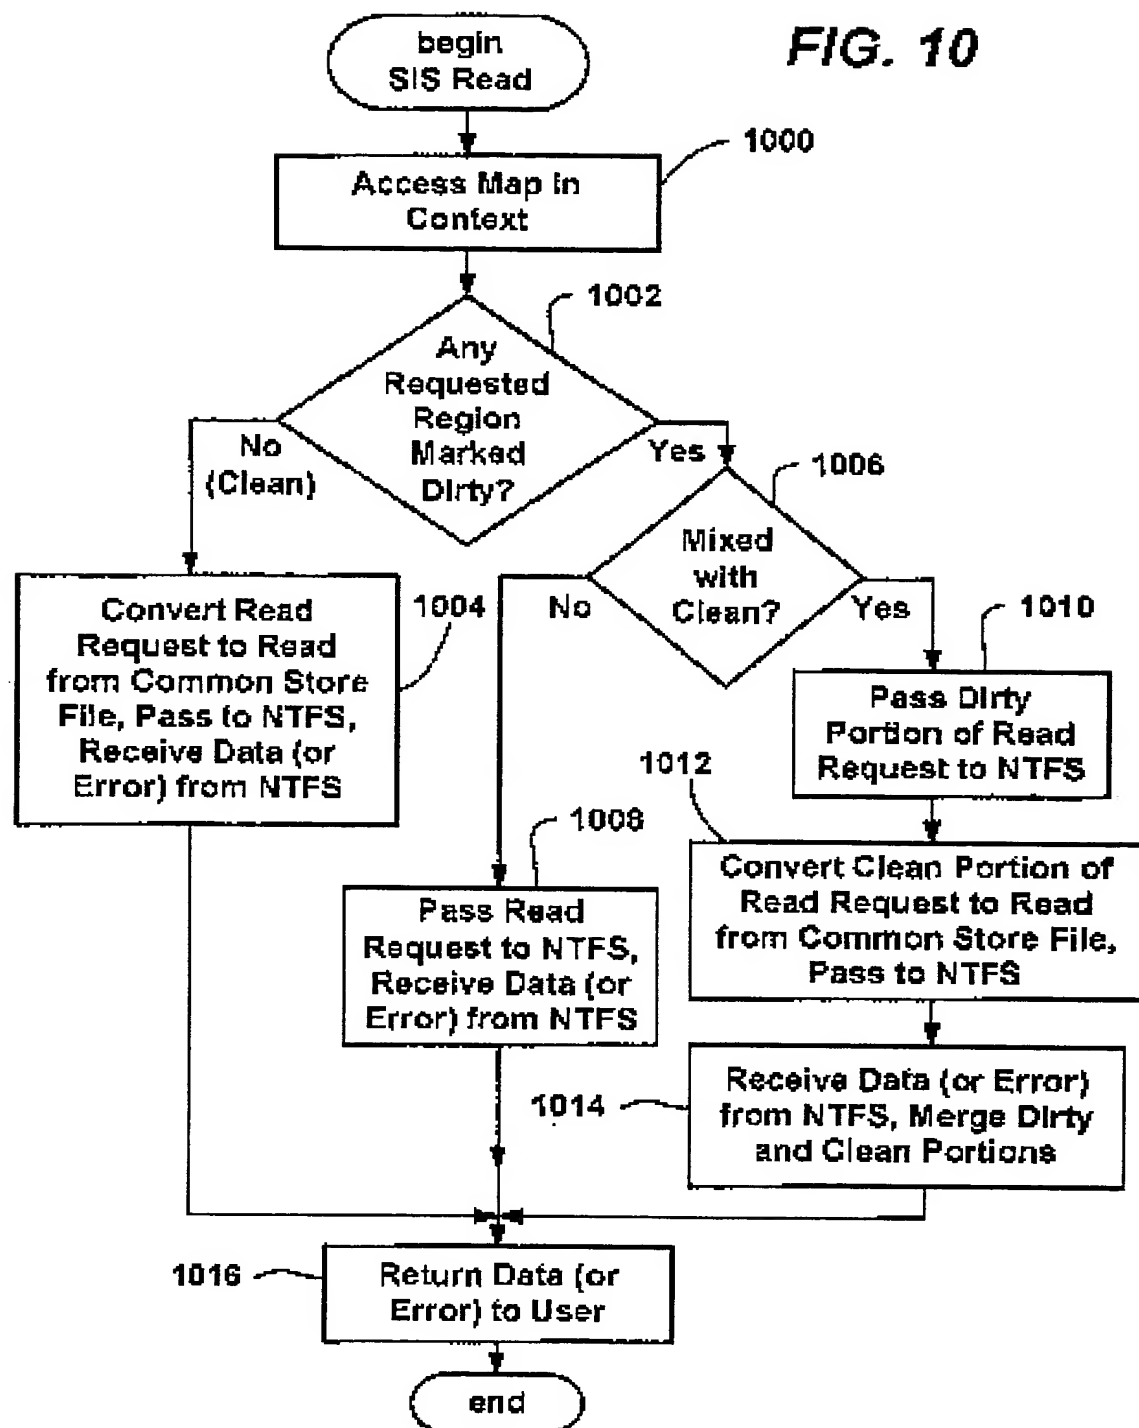 begin
SIS Read
FIG. 10
1000
Access Map in
Context
1002
Any
Requested
Region
Marked
Dirty?
No
(Clean)
Yes
1006
Mixed
with
Clean?
No
Yes
1004
Convert Read
Request to Read
from Common Store
File, Pass to NTFS,
Receive Data (or
Error) from NTFS
1010
Pass Dirty
Portion of Read
Request to NTFS
1012
Convert Clean Portion of
Read Request to Read
from Common Store File,
Pass to NTFS
1008
Pass Read
Request to NTFS,
Receive Data (or
Error) from NTFS
1014
Receive Data (or Error)
from NTFS, Merge Dirty
and Clean Portions
1016
Return Data (or
Error) to User
end